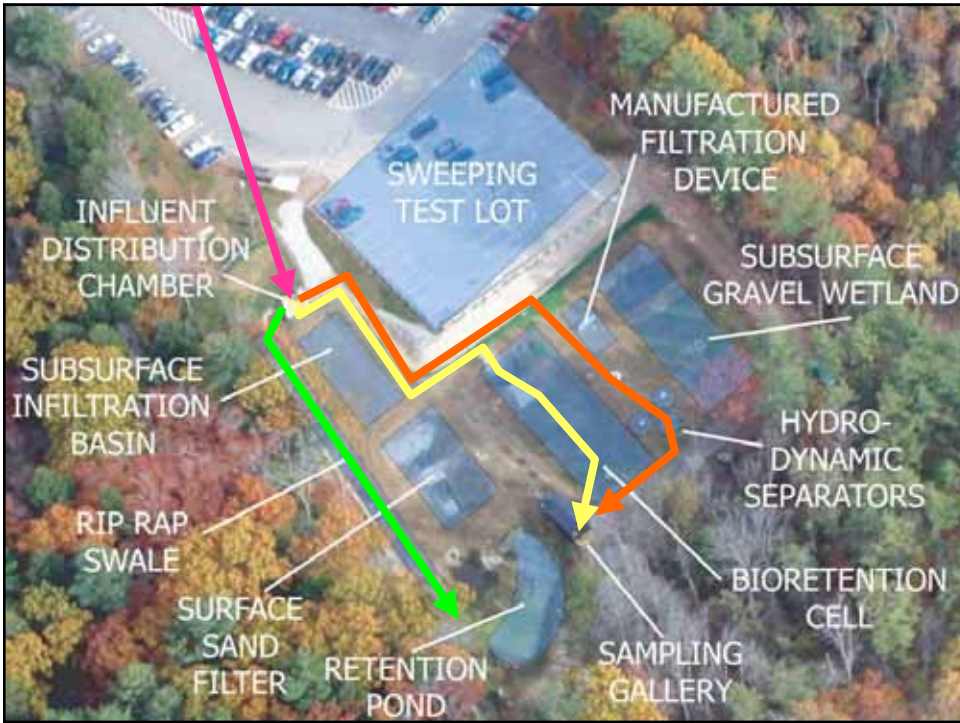 MANUFACTURED
FILTRATION
DEVICE
SWEEPING
TEST LOT
INFLUENT
DISTRIBUTION
CHAMBER
SUBSURFACE
GRAVEL WETLAND
SUBSURFACE
INFILTRATION
BASIN
HYDRO-
DYNAMIC
SEPARATORS
RIP RAP
SWALE
BIORETENTION
CELL
SURFACE
SAND
FILTER
RETENTION
POND
SAMPLING
GALLERY